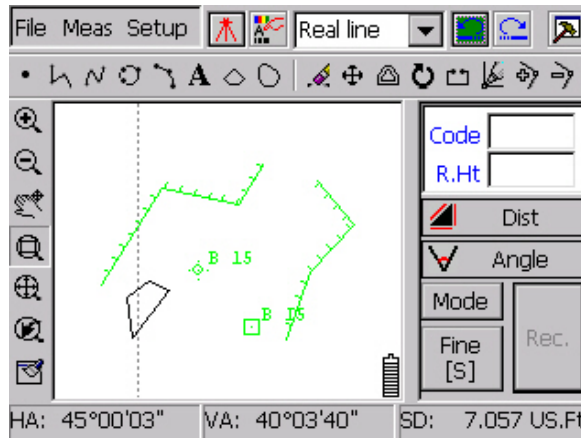 File Meas Setup Real line
A
Code
R.Ht
Dist
Angle
Mode
Fine
[S]
Rec.
B 15
B 15
HA: 45°00'03" VA: 40°03'40" SD: 7.057 US.Ft